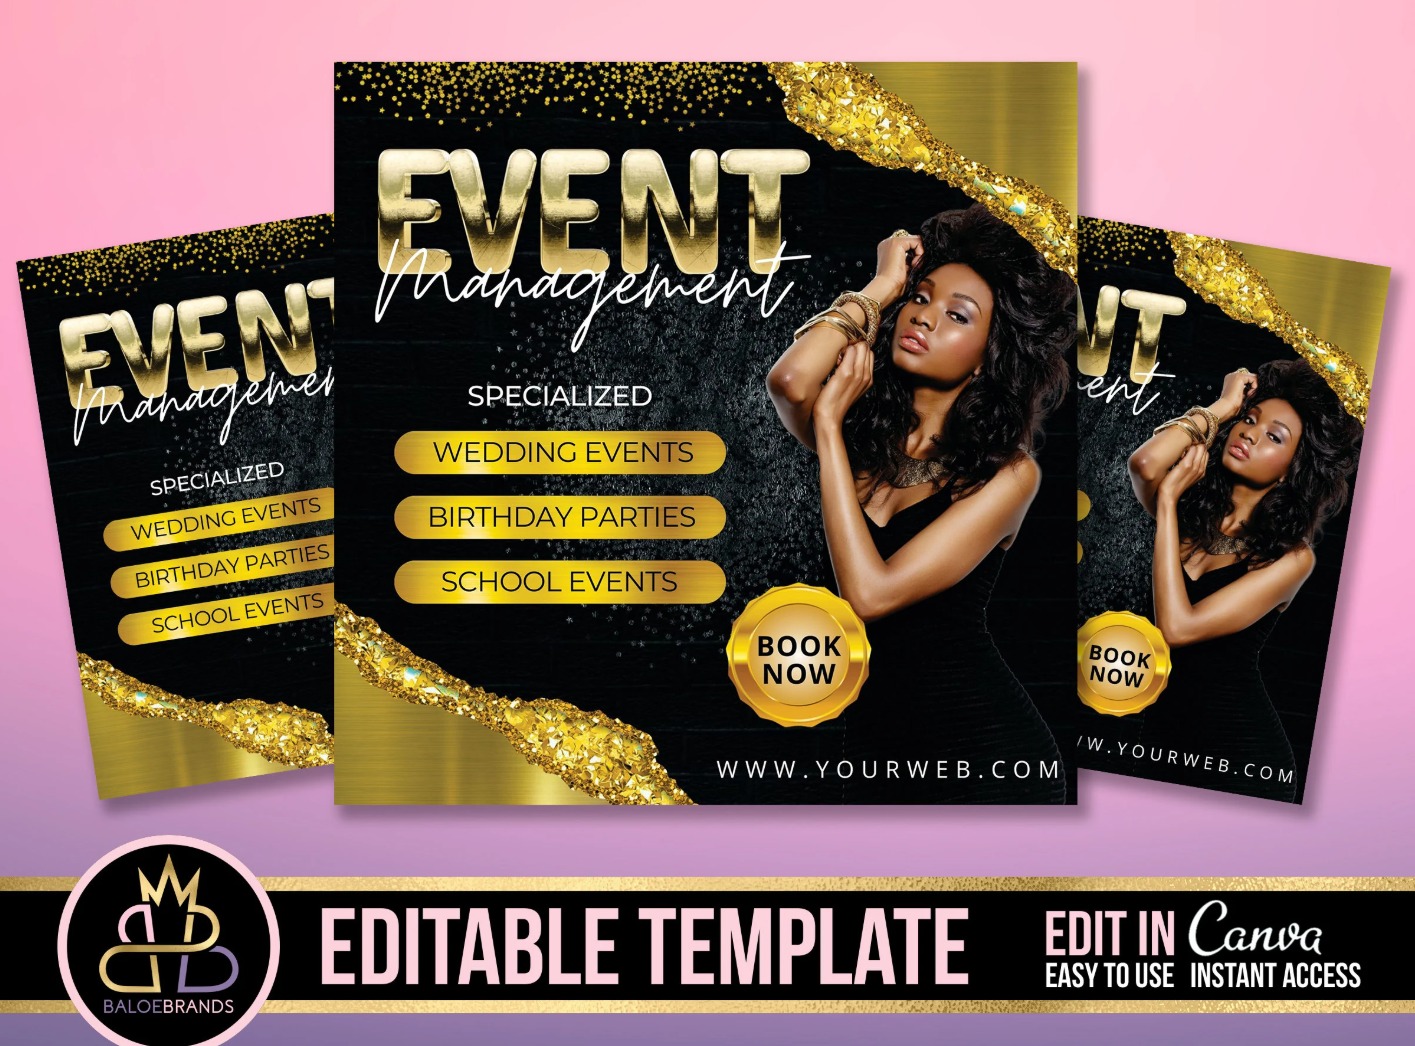 EVENT
Management
SPECIALIZED
WEDDING EVENTS
BIRTHDAY PARTIES
SCHOOL EVENTS
BOOK
NOW
WWW.YOURWEB.COM
EVENT
Managemen
SPECIALIZED
WEDDING EVENTS
BIRTHDAY PARTIES
SCHOOL EVENTS
NT
ent
BOOK
NOW
WW.YOURWEB.COM
BALOEBRANDS
EDITABLE TEMPLATE
EDIT IN Canva
EASY TO USE INSTANT ACCESS